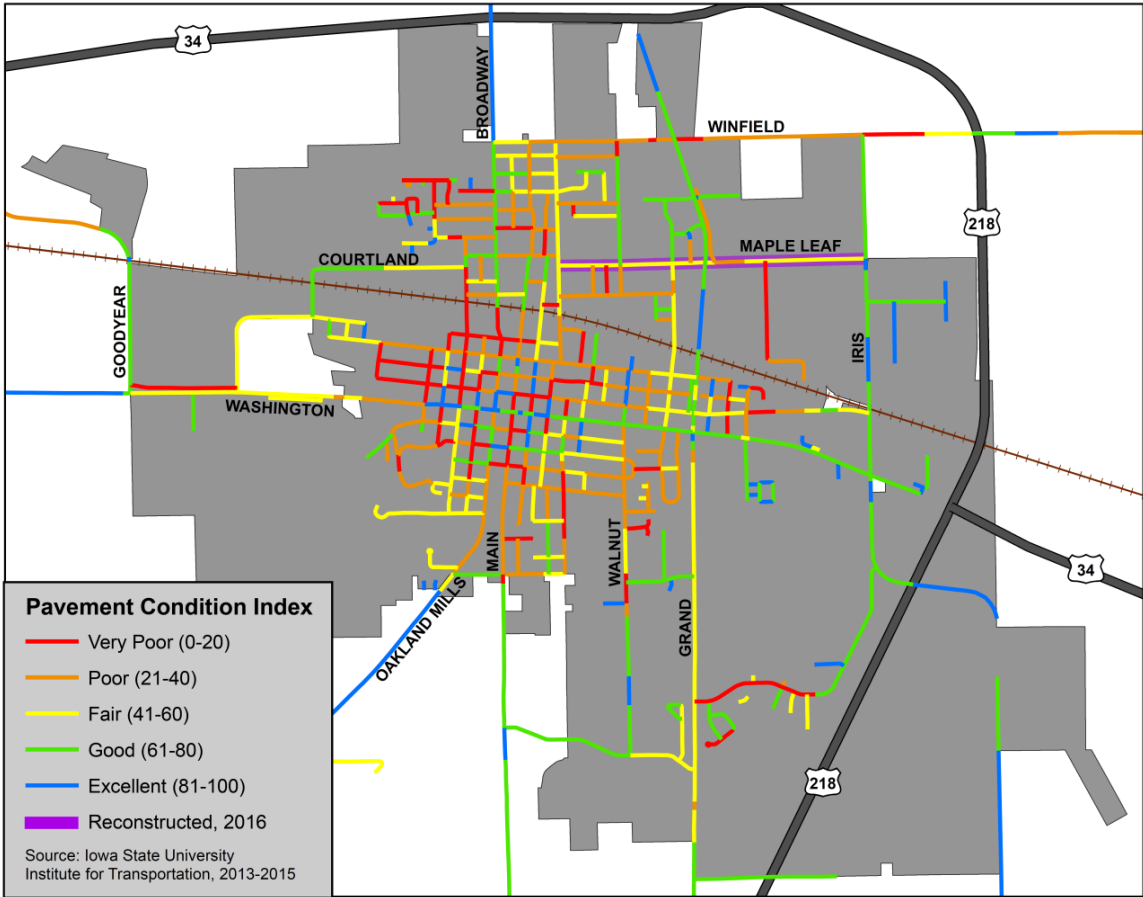 34
BROADWAY
WINFIELD
218
MAPLE LEAF
COURTLAND
GOODYEAR
IRIS
WASHINGTON
MAIN
WALNUT
34
OAKLAND MILLS
GRAND
218
Pavement Condition Index
Very Poor (0-20)
Poor (21-40)
Fair (41-60)
Good (61-80)
Excellent (81-100)
Reconstructed, 2016
Source: Iowa State University
Institute for Transportation, 2013-2015